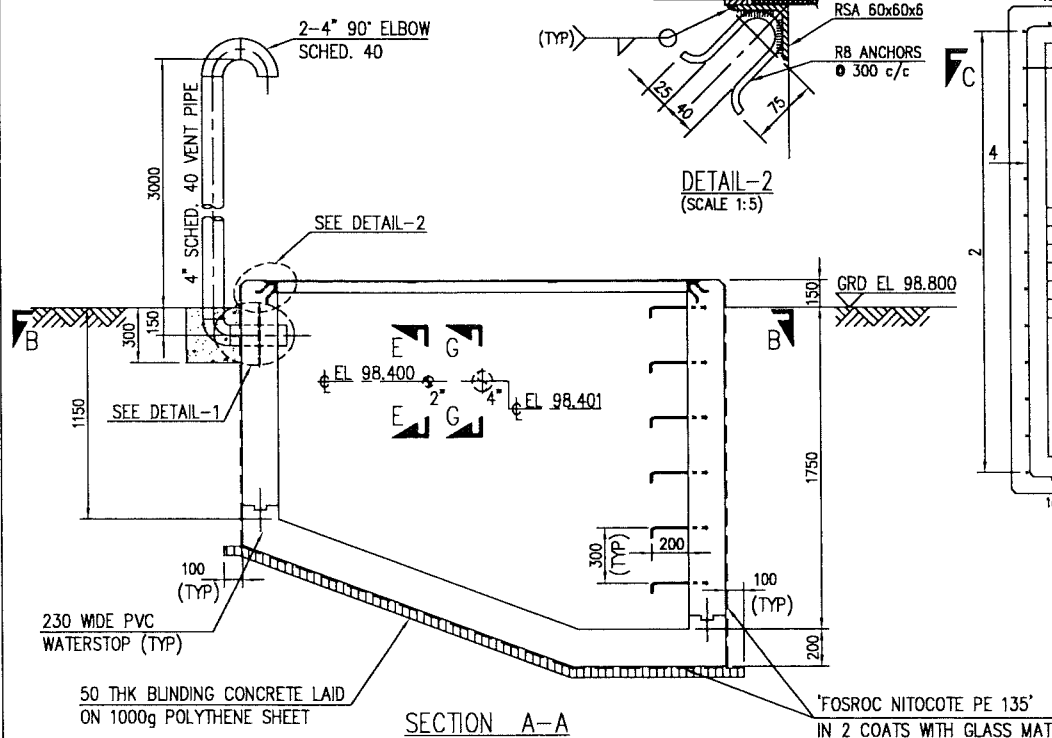 2-4" 90° ELBOW
SCHED. 40
(TYP)
RSA 60x60x6
R8 ANCHORS
@ 300 c/c
25
40
75
DETAIL-2
(SCALE 1:5)
C
4
2
3000
4" SCHED. 40 VENT PIPE
SEE DETAIL-2
150
GRD EL 98.800
B
300
150
B
E
G
EL 98.400
2"
4"
EL 98.401
SEE DETAIL-1
E
G
1150
1750
300
(TYP)
200
100
(TYP)
100
(TYP)
200
230 WIDE PVC
WATERSTOP (TYP)
50 THK BLINDING CONCRETE LAID
ON 1000g POLYTHENE SHEET
SECTION A-A
'FOSROC NITOCOTE PE 135'
IN 2 COATS WITH GLASS MAT